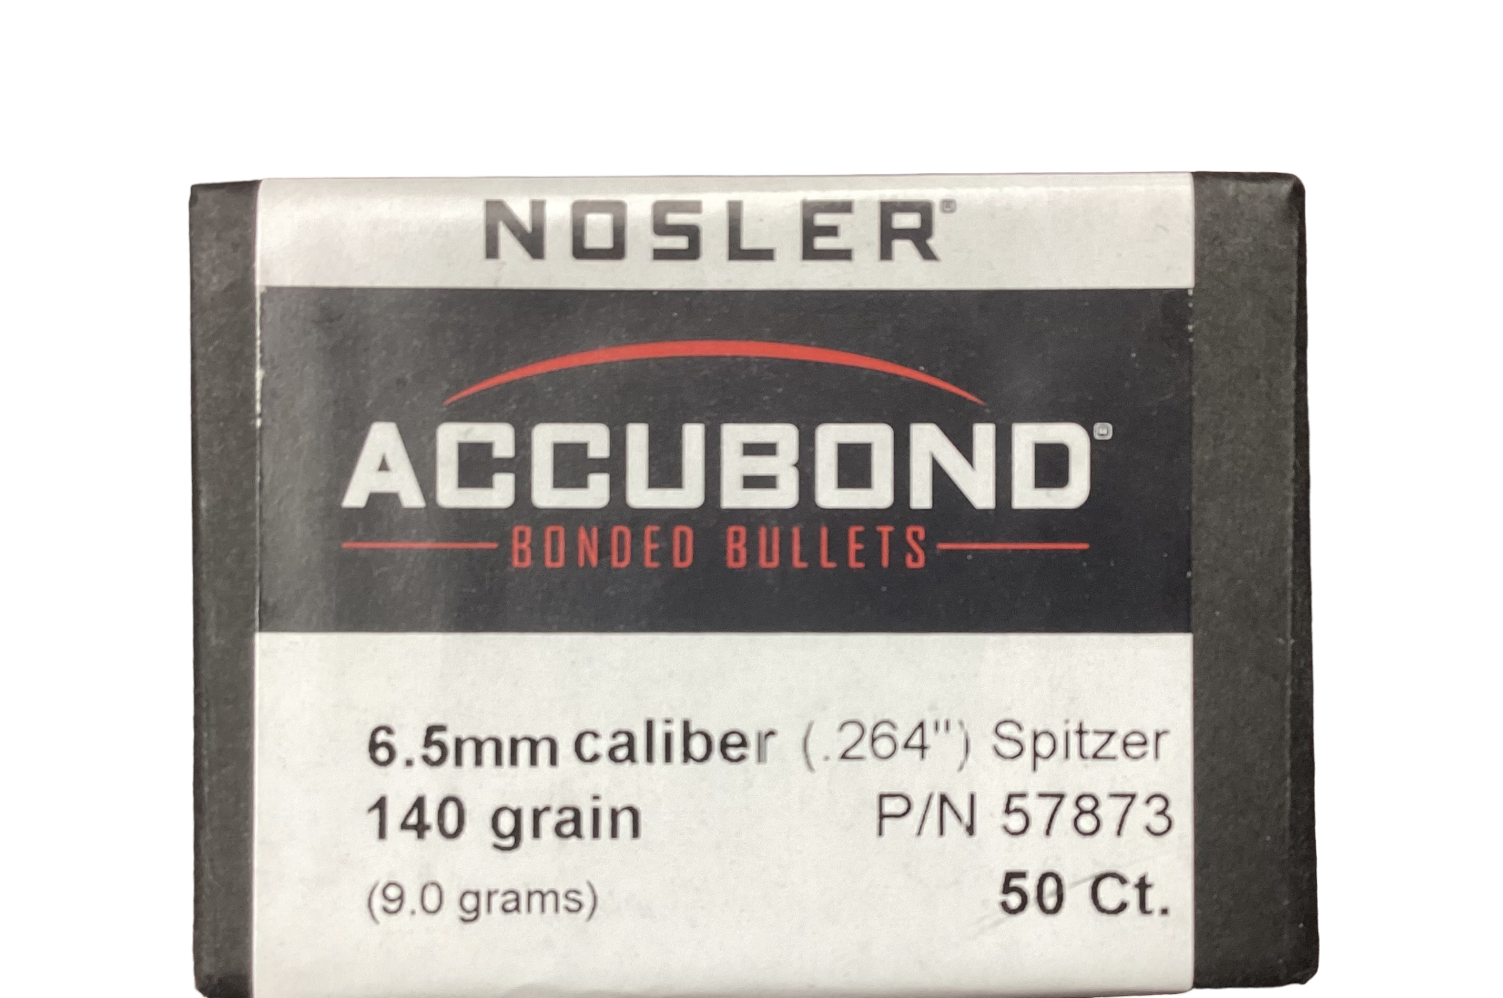 NOSLER®
ACCUBOND®
BONDED BULLETS
6.5mm caliber (.264") Spitzer
140 grain P/N 57873
(9.0 grams) 50 Ct.